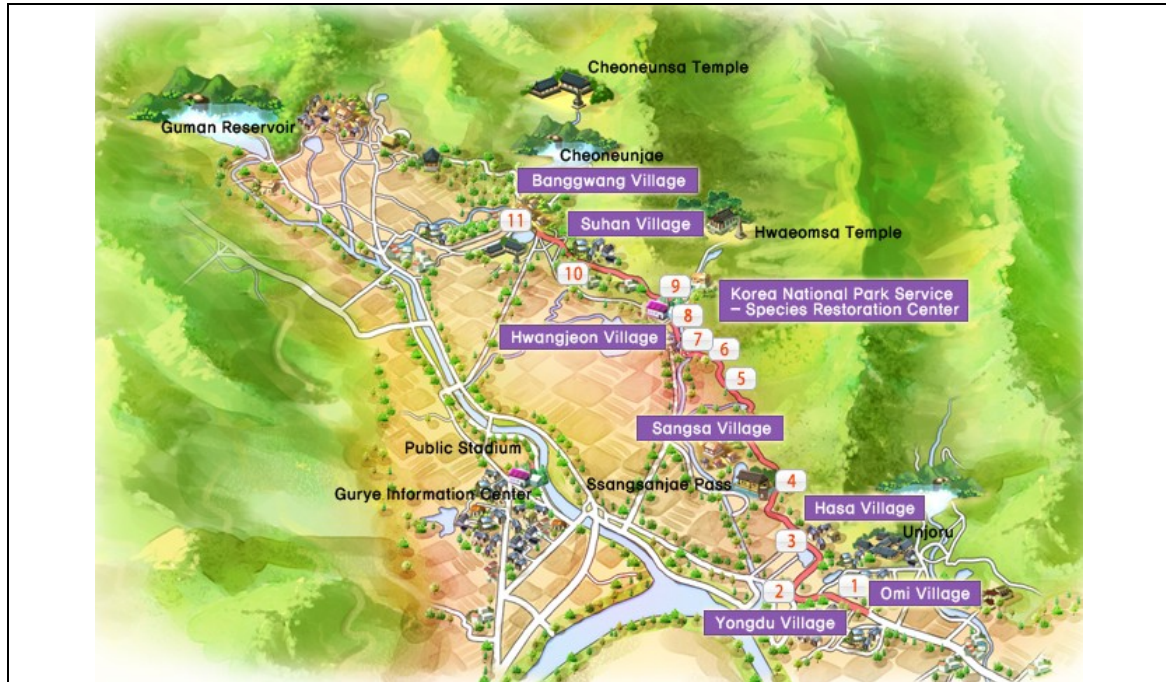 Cheoneunsa Temple
Guman Reservoir
Cheoneunjae
Banggwang Village
11
Suhan Village
Hwaeomsa Temple
10
9
Korea National Park Service
– Species Restoration Center
8
Hwangjeon Village
7
6
5
Sangsa Village
Public Stadium
Ssangsanjae Pass
4
Gurye Information Center
Hasa Village
Unjoru
3
2
1
Omi Village
Yongdu Village